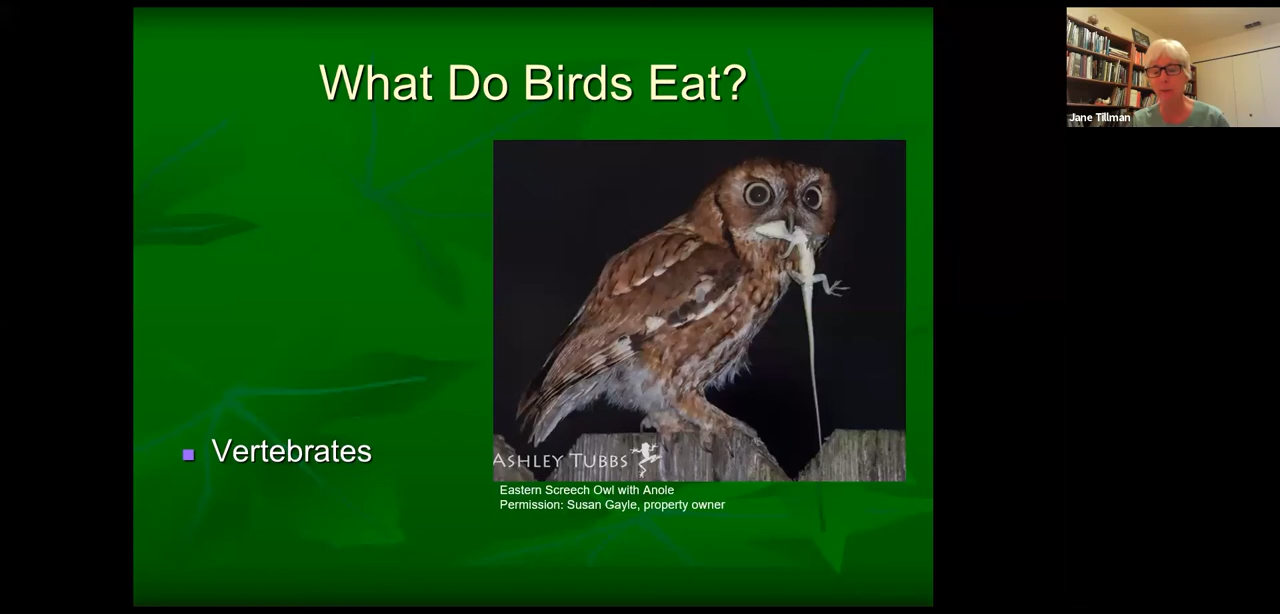 What Do Birds Eat?
Jane Tillman
Vertebrates
ASHLEY TUBBS
Eastern Screech Owl with Anole
Permission: Susan Gayle, property owner